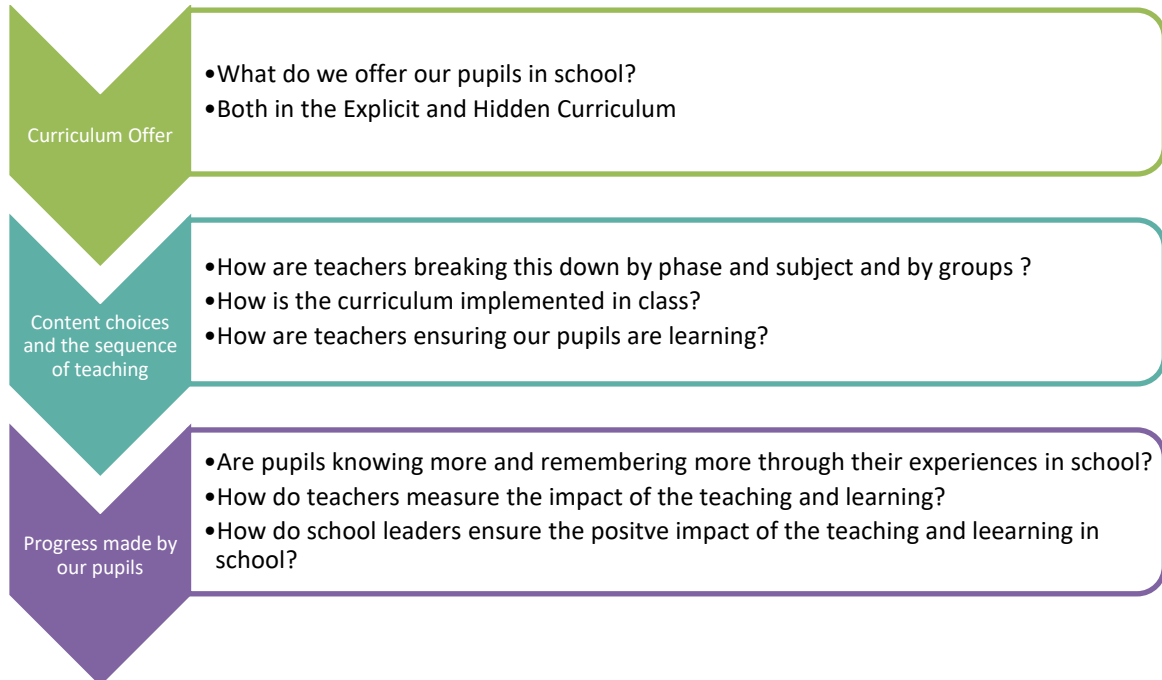 Curriculum Offer
•What do we offer our pupils in school?
•Both in the Explicit and Hidden Curriculum
Content choices
and the sequence
of teaching
•How are teachers breaking this down by phase and subject and by groups ?
•How is the curriculum implemented in class?
•How are teachers ensuring our pupils are learning?
Progress made by
our pupils
•Are pupils knowing more and remembering more through their experiences in school?
•How do teachers measure the impact of the teaching and learning?
•How do school leaders ensure the positve impact of the teaching and leearning in
school?